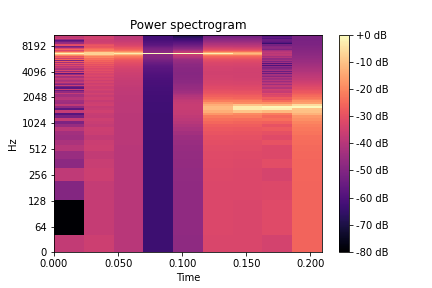 Power spectrogram
8192
4096
2048
1024
512
256
128
64
0
Hz
0.000 0.050 0.100 0.150 0.200
Time
+0 dB
-10 dB
-20 dB
-30 dB
-40 dB
-50 dB
-60 dB
-70 dB
-80 dB